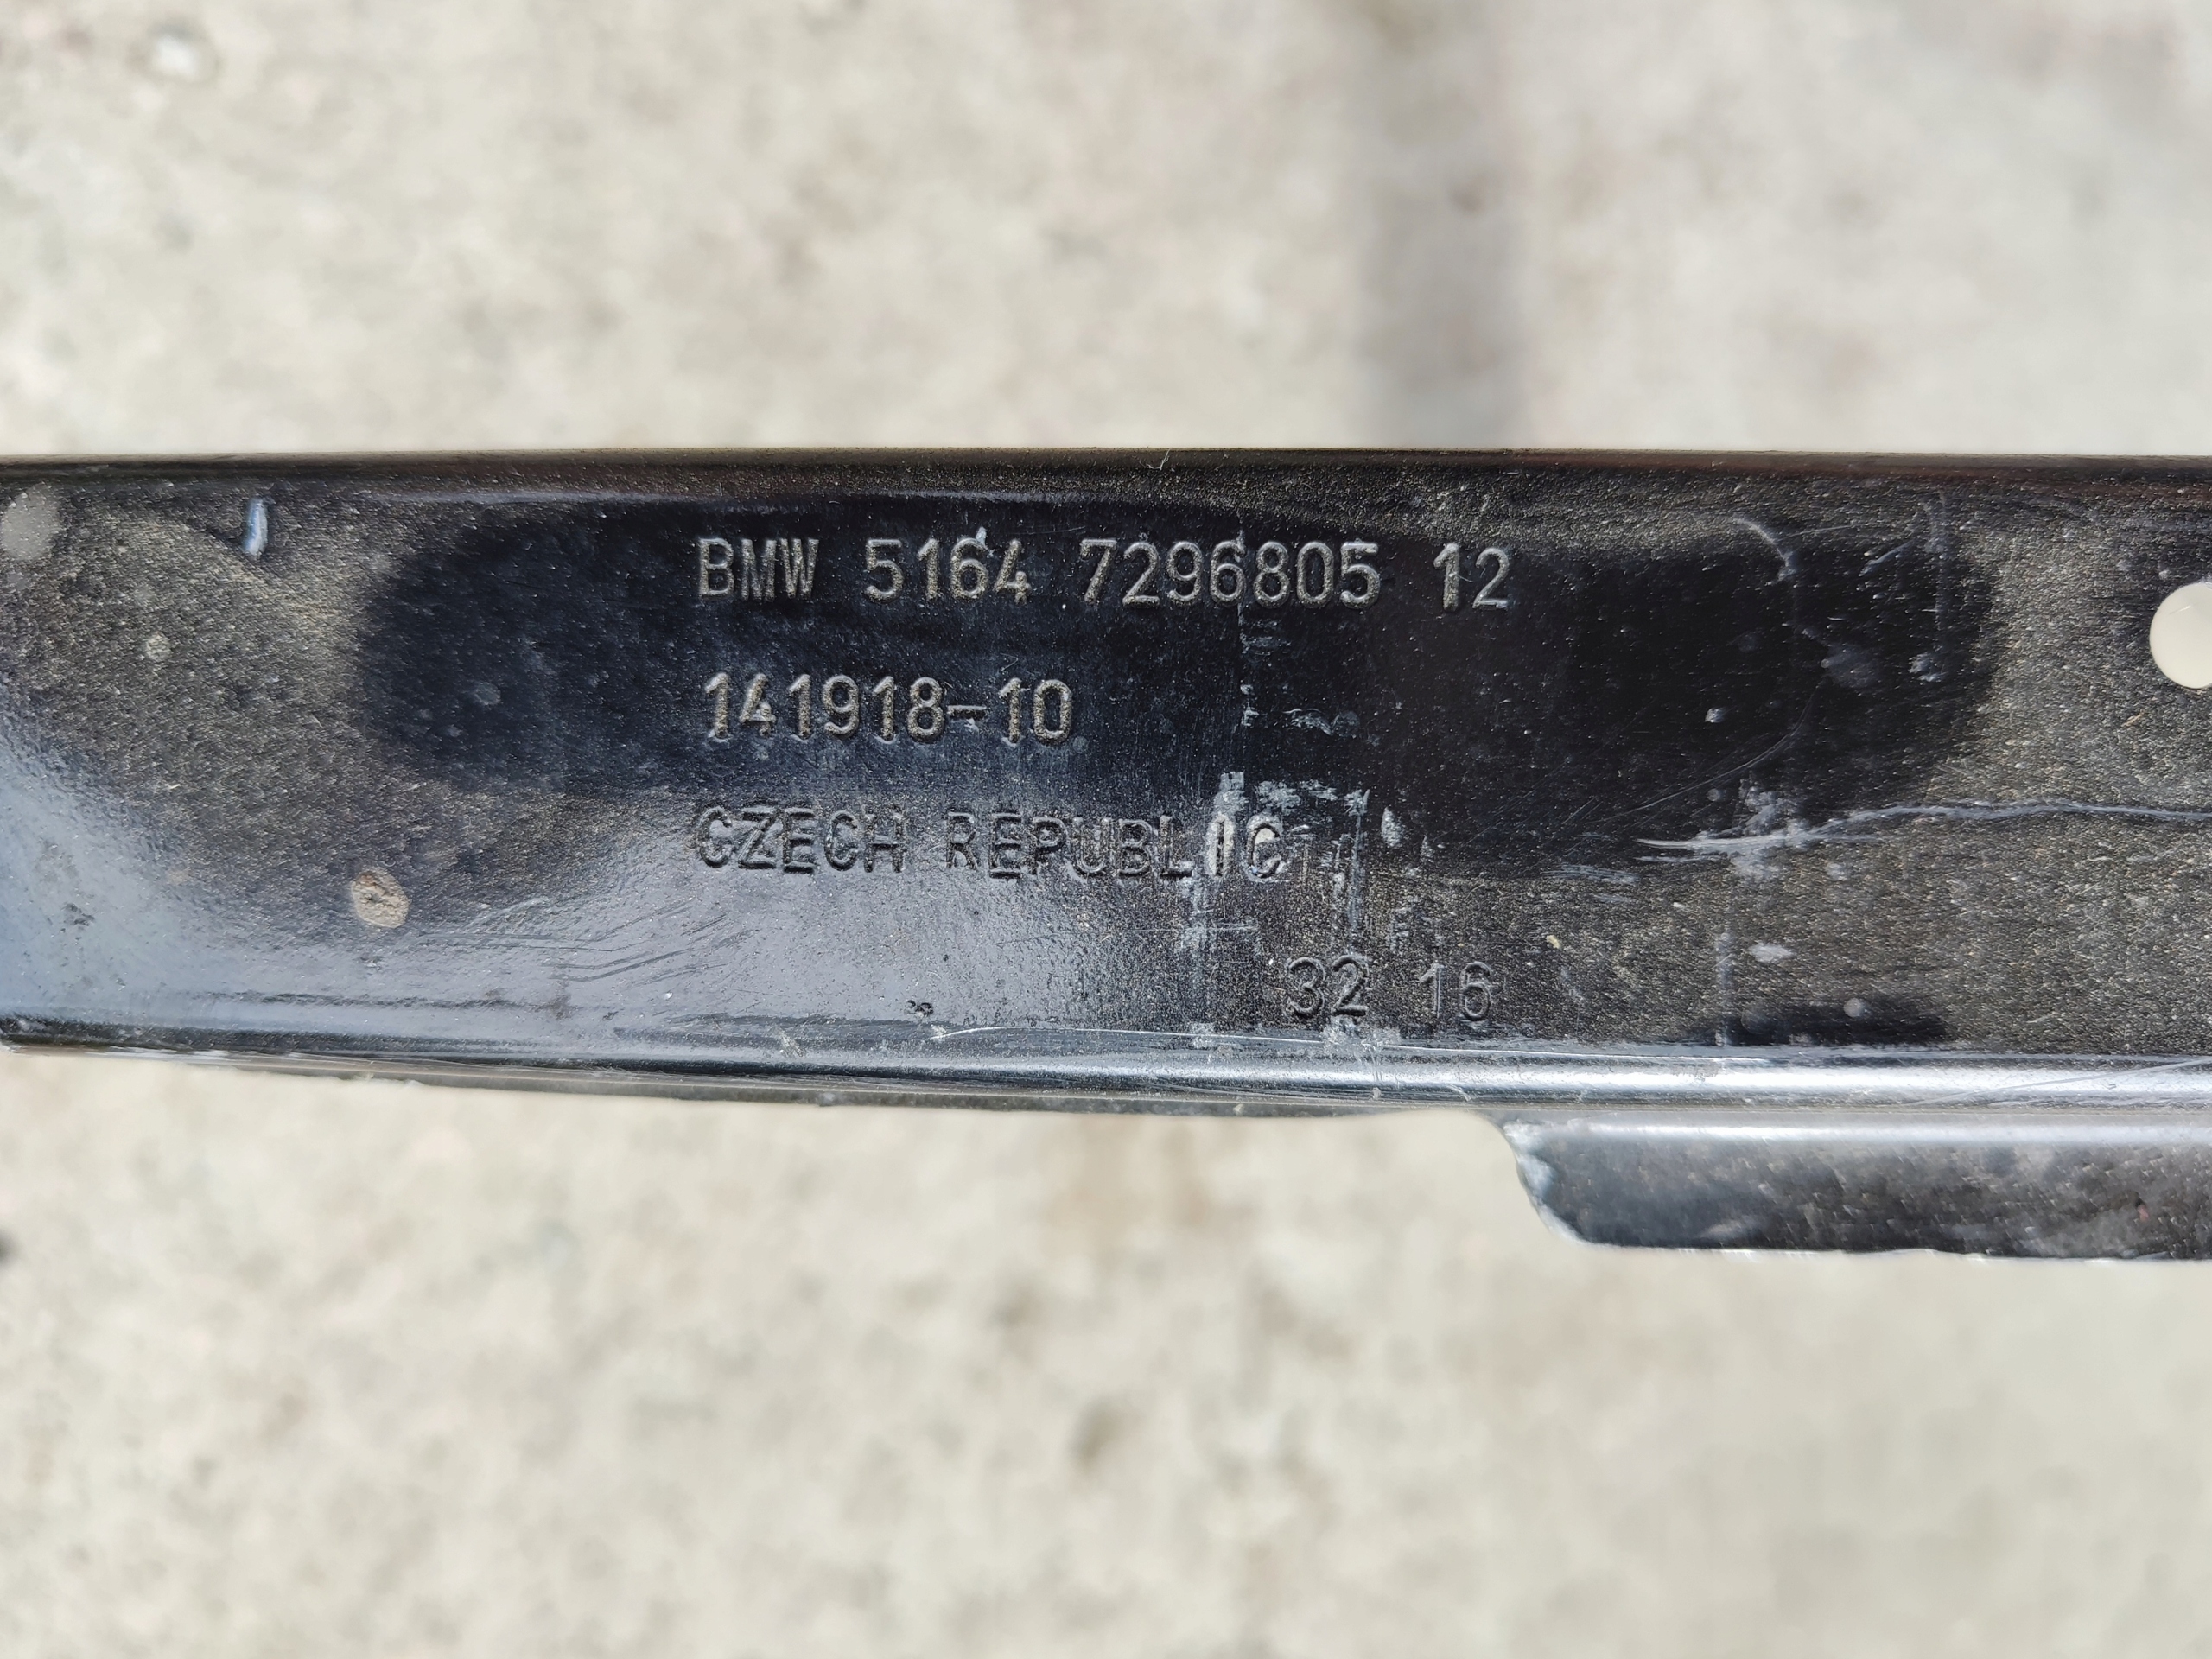 BMW 5164 7296805 12
141918-10
CZECH REPUBLIC
32 16